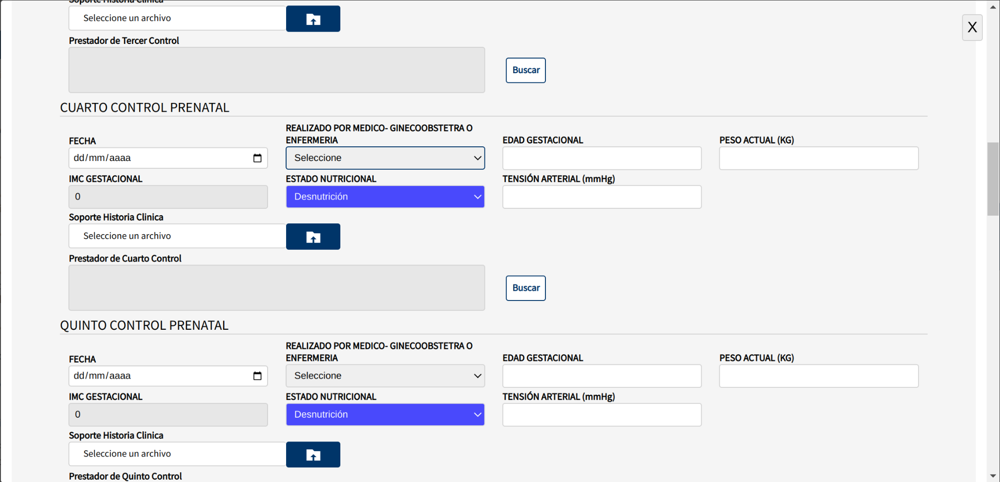 Soporte Historia Clinica
Seleccione un archivo
X
Prestador de Tercer Control
Buscar
CUARTO CONTROL PRENATAL
FECHA
REALIZADO POR MEDICO- GINECOOBSTETRA O
ENFERMERIA
EDAD GESTACIONAL
PESO ACTUAL (KG)
dd/mm/aaaa
Seleccione
IMC GESTACIONAL
ESTADO NUTRICIONAL
TENSIÓN ARTERIAL (mmHg)
0
Desnutrición
Soporte Historia Clinica
Seleccione un archivo
Prestador de Cuarto Control
Buscar
QUINTO CONTROL PRENATAL
FECHA
REALIZADO POR MEDICO- GINECOOBSTETRA O
ENFERMERIA
EDAD GESTACIONAL
PESO ACTUAL (KG)
dd/mm/aaaa
Seleccione
IMC GESTACIONAL
ESTADO NUTRICIONAL
TENSIÓN ARTERIAL (mmHg)
0
Desnutrición
Soporte Historia Clinica
Seleccione un archivo
Prestador de Quinto Control